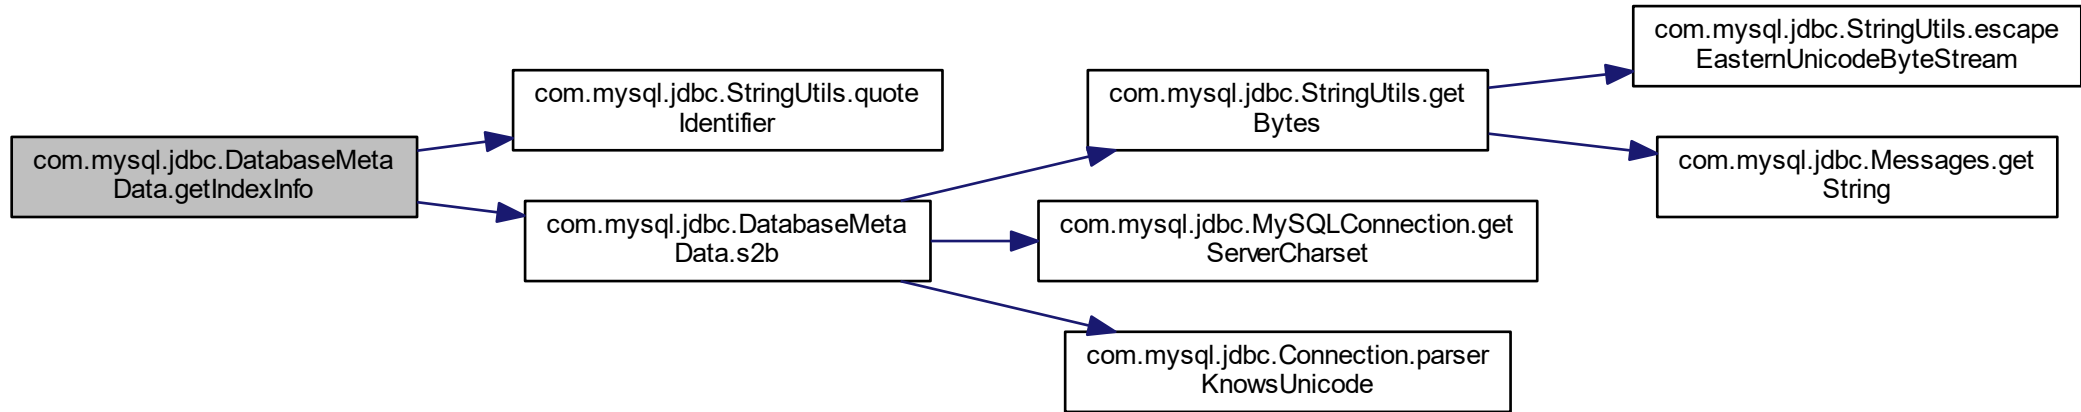 com.mysql.jdbc.DatabaseMeta
Data.getIndexInfo
com.mysql.jdbc.StringUtils.quote
Identifier
com.mysql.jdbc.DatabaseMeta
Data.s2b
com.mysql.jdbc.StringUtils.get
Bytes
com.mysql.jdbc.MySQLConnection.get
ServerCharset
com.mysql.jdbc.Connection.parser
KnowsUnicode
com.mysql.jdbc.StringUtils.escape
EasternUnicodeByteStream
com.mysql.jdbc.Messages.get
String